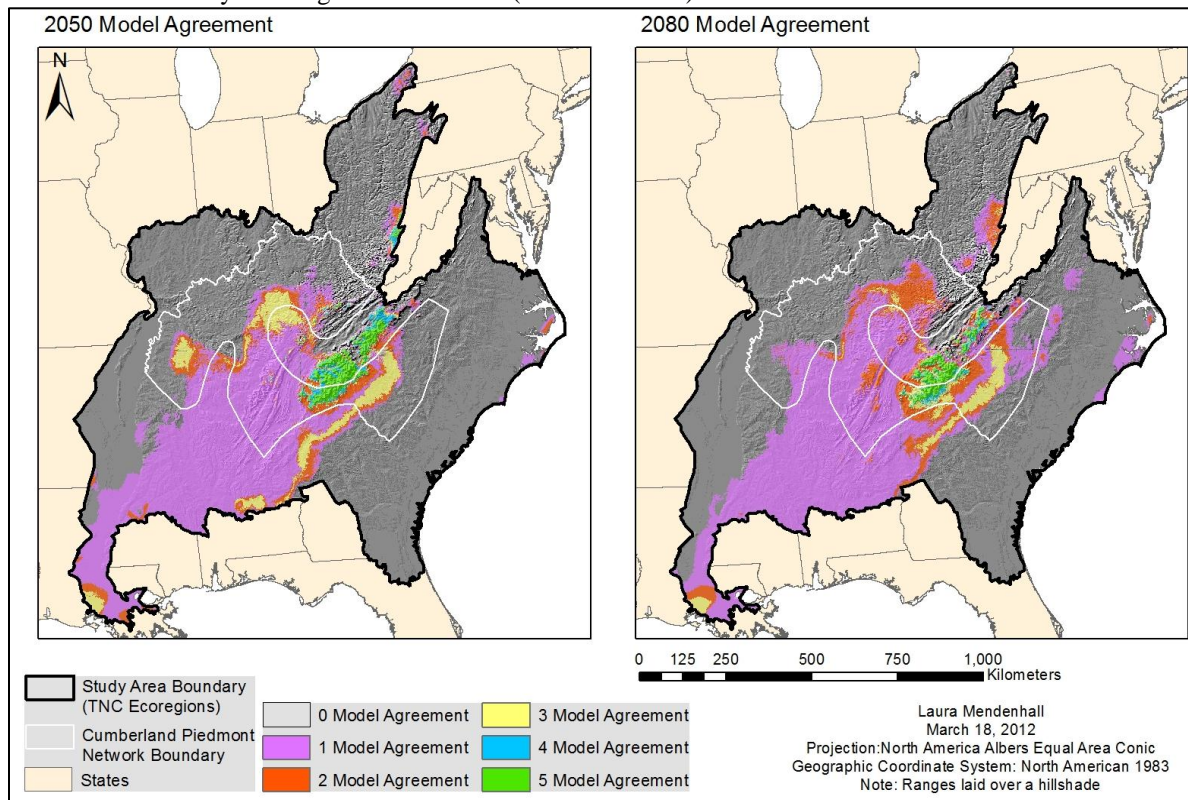 2050 Model Agreement
2080 Model Agreement
N
0 125 250 500 750 1,000
Kilometers
Study Area Boundary
(TNC Ecoregions)
Cumberland Piedmont
Network Boundary
States
0 Model Agreement
1 Model Agreement
2 Model Agreement
3 Model Agreement
4 Model Agreement
5 Model Agreement
Laura Mendenhall
March 18, 2012
Projection:North America Albers Equal Area Conic
Geographic Coordinate System: North American 1983
Note: Ranges laid over a hillshade